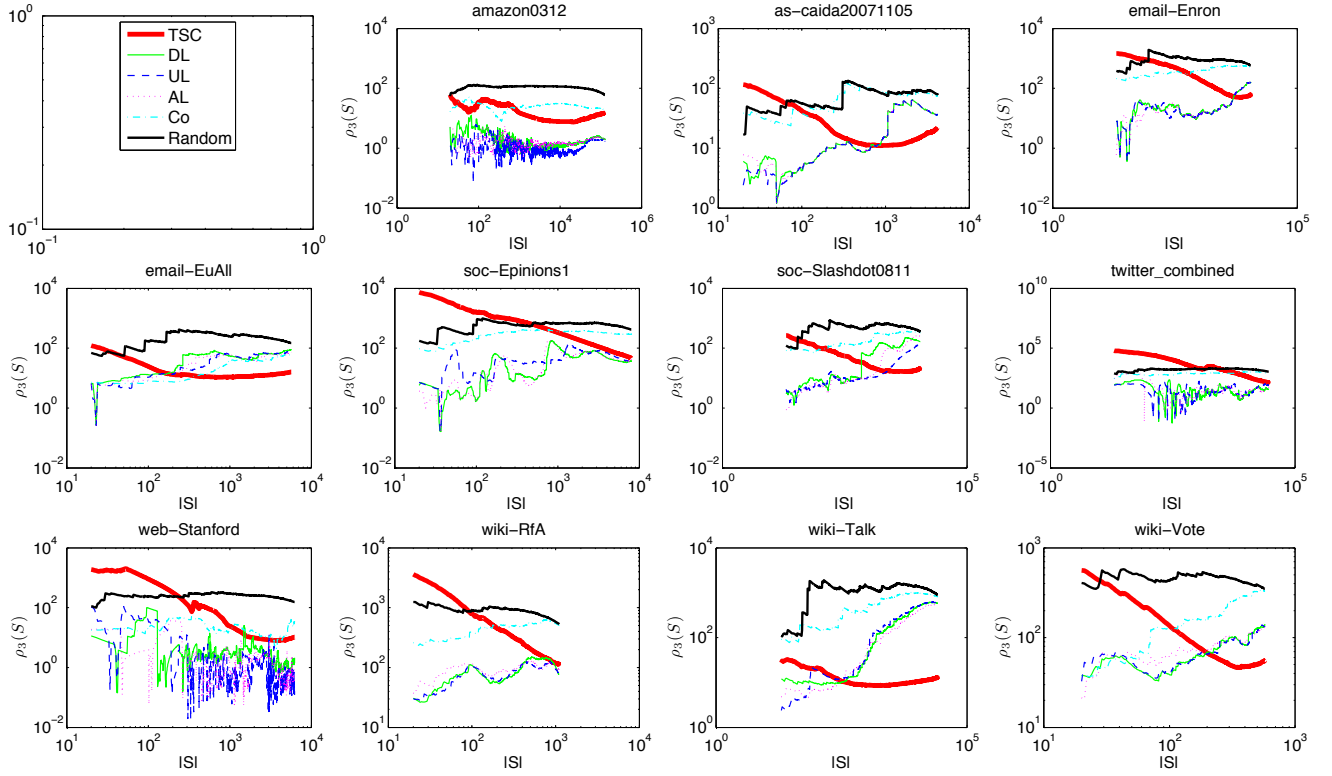 10^0
10^-1
10^-1
10^0
TSC
DL
UL
AL
Co
Random
amazon0312
10^4
10^2
10^0
10^-2
ρ3(S)
10^0
10^2
10^4
10^6
|S|
as−caida20071105
10^3
10^2
10^1
10^0
ρ3(S)
10^1
10^2
10^3
10^4
|S|
email−Enron
10^4
10^2
10^0
10^-2
ρ3(S)
10^0
10^5
|S|
email−EuAll
10^4
10^2
10^0
10^-2
ρ3(S)
10^1
10^2
10^3
10^4
|S|
soc−Epinions1
10^4
10^2
10^0
10^-2
ρ3(S)
10^1
10^2
10^3
10^4
|S|
soc−Slashdot0811
10^4
10^2
10^0
10^-2
ρ3(S)
10^0
10^5
|S|
twitter_combined
10^10
10^5
10^0
10^-5
ρ3(S)
10^0
10^5
|S|
web−Stanford
10^4
10^2
10^0
10^-2
ρ3(S)
10^1
10^2
10^3
10^4
|S|
wiki−RfA
10^4
10^3
10^2
10^1
ρ3(S)
10^1
10^2
10^3
10^4
|S|
wiki−Talk
10^4
10^2
10^0
ρ3(S)
10^0
10^5
|S|
wiki−Vote
10^3
10^2
10^1
10^0
ρ3(S)
10^1
10^2
10^3
|S|